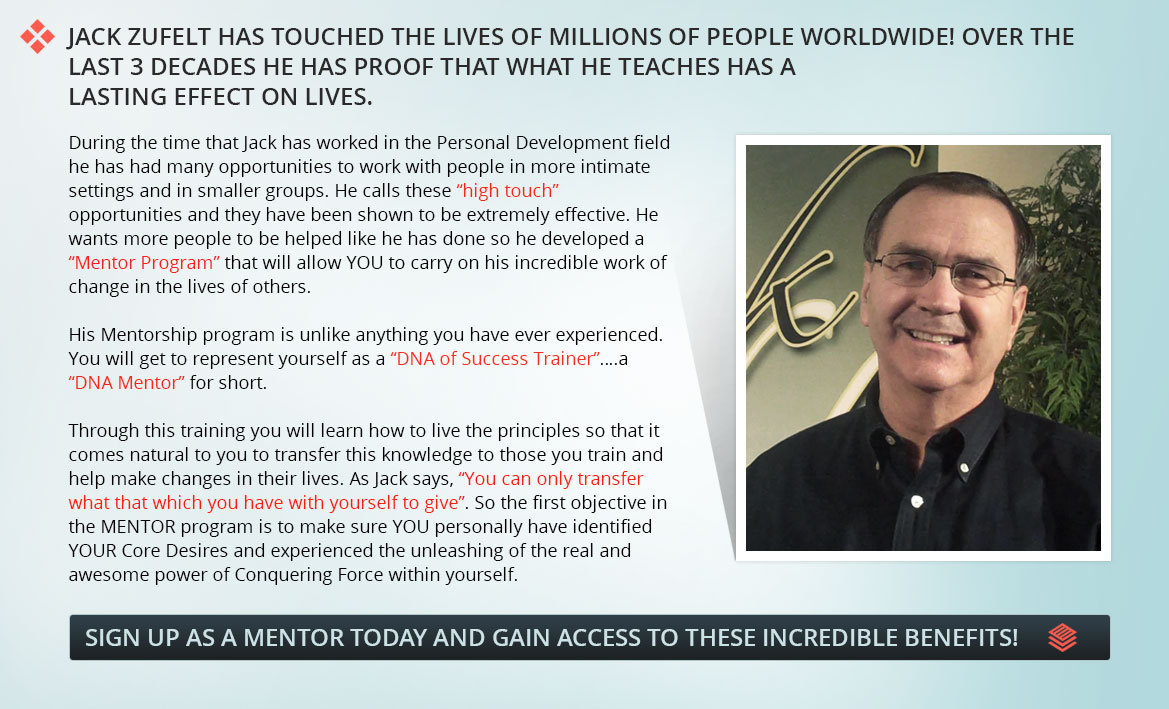 JACK ZUFELT HAS TOUCHED THE LIVES OF MILLIONS OF PEOPLE WORLDWIDE! OVER THE
LAST 3 DECADES HE HAS PROOF THAT WHAT HE TEACHES HAS A
LASTING EFFECT ON LIVES.
During the time that Jack has worked in the Personal Development field
he has had many opportunities to work with people in more intimate
settings and in smaller groups. He calls these “high touch”
opportunities and they have been shown to be extremely effective. He
wants more people to be helped like he has done so he developed a
“Mentor Program” that will allow YOU to carry on his incredible work of
change in the lives of others.
His Mentorship program is unlike anything you have ever experienced.
You will get to represent yourself as a “DNA of Success Trainer”....a
“DNA Mentor” for short.
Through this training you will learn how to live the principles so that it
comes natural to you to transfer this knowledge to those you train and
help make changes in their lives. As Jack says, “You can only transfer
what that which you have with yourself to give”. So the first objective in
the MENTOR program is to make sure YOU personally have identified
YOUR Core Desires and experienced the unleashing of the real and
awesome power of Conquering Force within yourself.
SIGN UP AS A MENTOR TODAY AND GAIN ACCESS TO THESE INCREDIBLE BENEFITS!